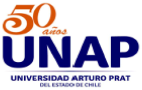 50
años
UNAP
UNIVERSIDAD ARTURO PRAT
DEL ESTADO DE CHILE